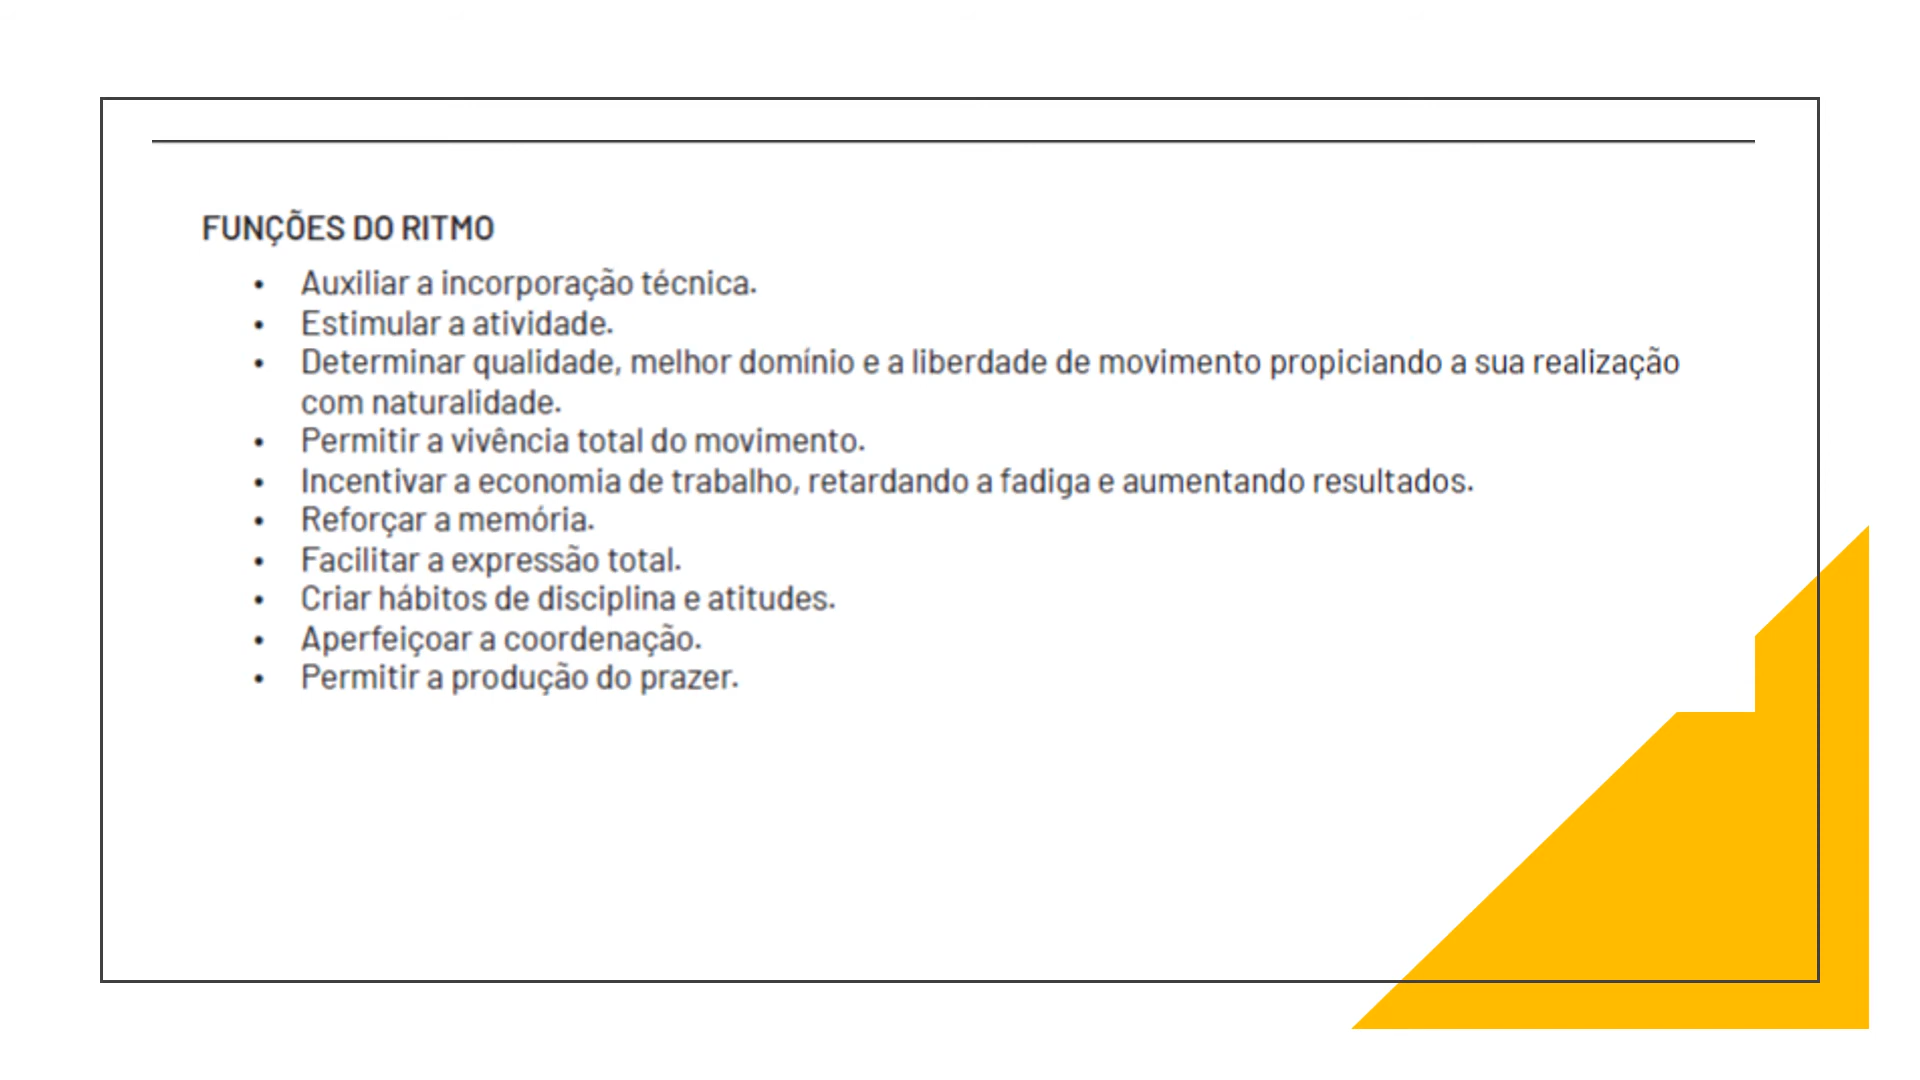 FUNÇÕES DO RITMO
• Auxiliar a incorporação técnica.
• Estimular a atividade.
• Determinar qualidade, melhor domínio e a liberdade de movimento propiciando a sua realização
com naturalidade.
• Permitir a vivência total do movimento.
• Incentivar a economia de trabalho, retardando a fadiga e aumentando resultados.
• Reforçar a memória.
• Facilitar a expressão total.
• Criar hábitos de disciplina e atitudes.
• Aperfeiçoar a coordenação.
• Permitir a produção do prazer.